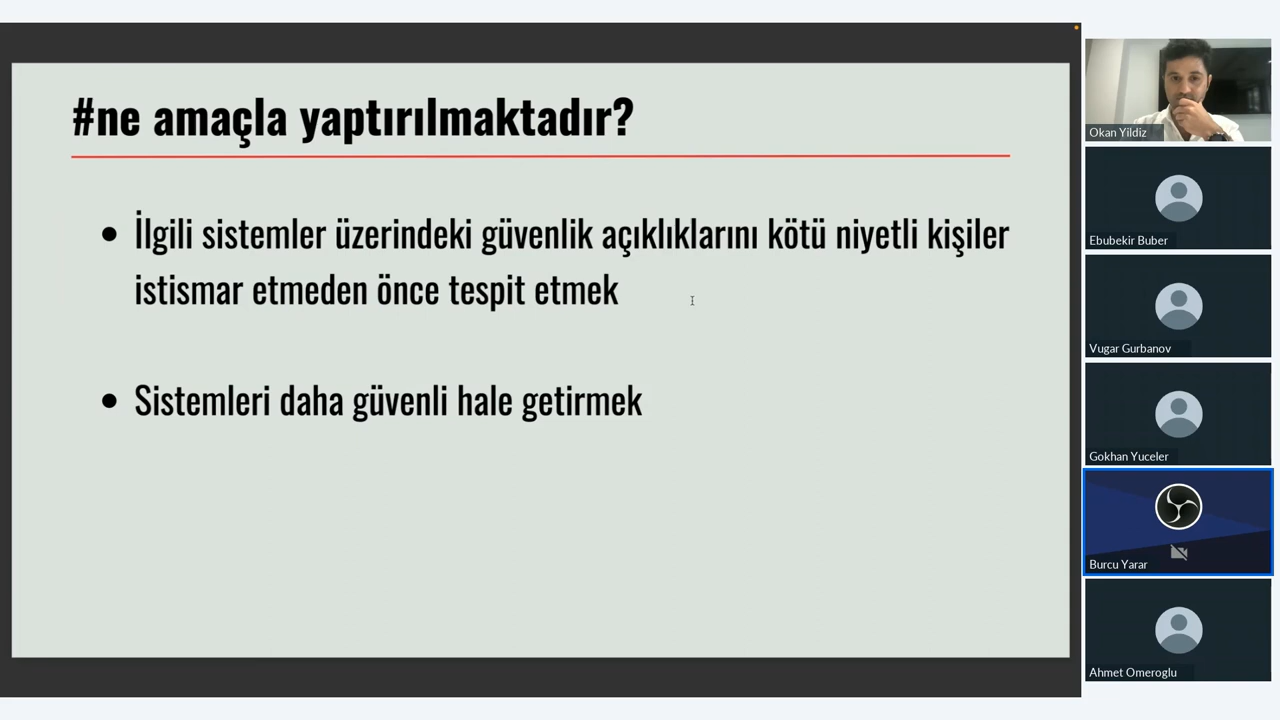 #ne amaçla yaptırılmaktadır?
İlgili sistemler üzerindeki güvenlik açıklıklarını kötü niyetli kişiler
istismar etmeden önce tespit etmek
Sistemleri daha güvenli hale getirmek
Okan Yildiz
Ebubekir Buber
Vugar Gurbanov
Gokhan Yuceler
Burcu Yarar
Ahmet Omeroglu